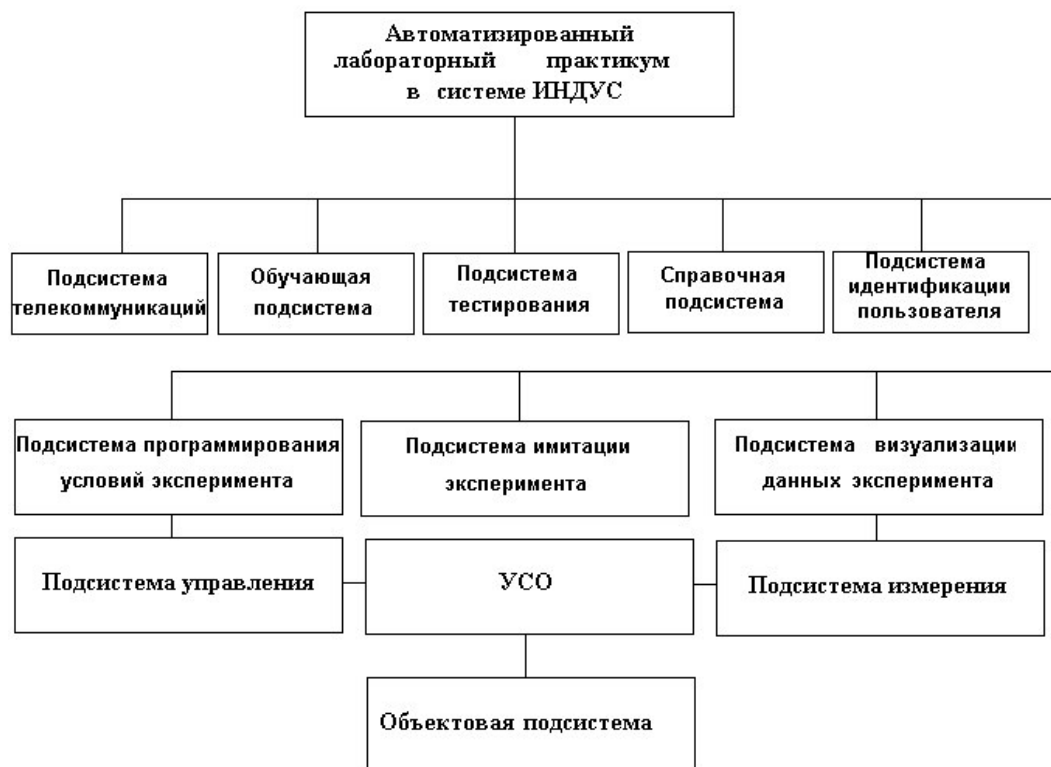 Автоматизированный
лабораторный практикум
в системе ИНДУС
Подсистема
телекоммуникаций
Обучающая
подсистема
Подсистема
тестирования
Справочная
подсистема
Подсистема
идентификации
пользователя
Подсистема программирования
условий эксперимента
Подсистема имитации
эксперимента
Подсистема визуализации
данных эксперимента
Подсистема управления
УСО
Подсистема измерения
Объектовая подсистема